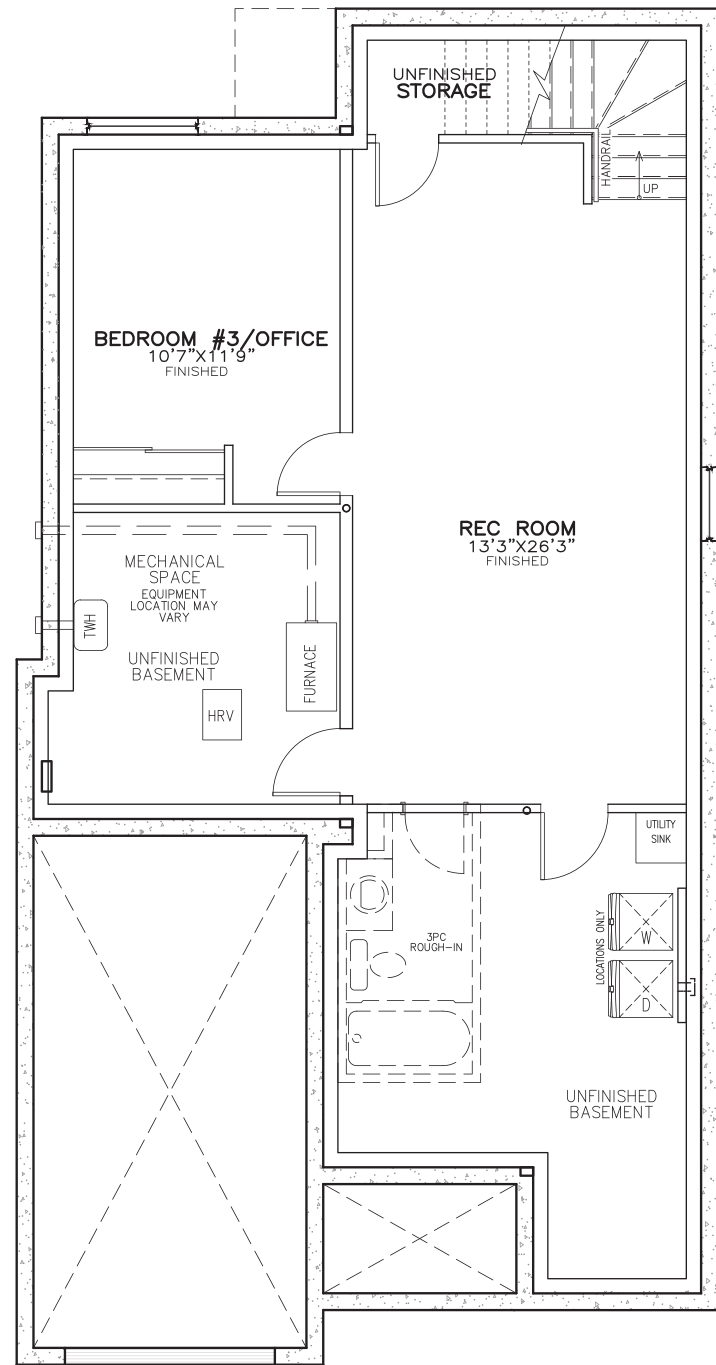 UNFINISHED
STORAGE
HANDRAIL
UP
BEDROOM #3/OFFICE
10'7"X11'9"
FINISHED
REC ROOM
13'3"X26'3"
FINISHED
MECHANICAL
SPACE
EQUIPMENT
LOCATION MAY
VARY
TWH
UNFINISHED
BASEMENT
FURNACE
HRV
UTILITY
SINK
3PC
ROUGH-IN
LOCATIONS ONLY
W
D
UNFINISHED
BASEMENT